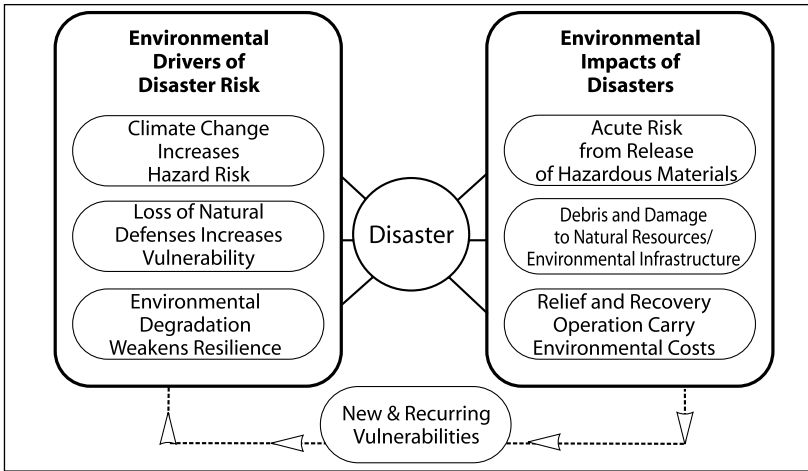 Environmental
Drivers of
Disaster Risk
Climate Change
Increases
Hazard Risk
Loss of Natural
Defenses Increases
Vulnerability
Environmental
Degradation
Weakens Resilience
Disaster
Environmental
Impacts of
Disasters
Acute Risk
from Release
of Hazardous Materials
Debris and Damage
to Natural Resources/
Environmental Infrastructure
Relief and Recovery
Operation Carry
Environmental Costs
New & Recurring
Vulnerabilities